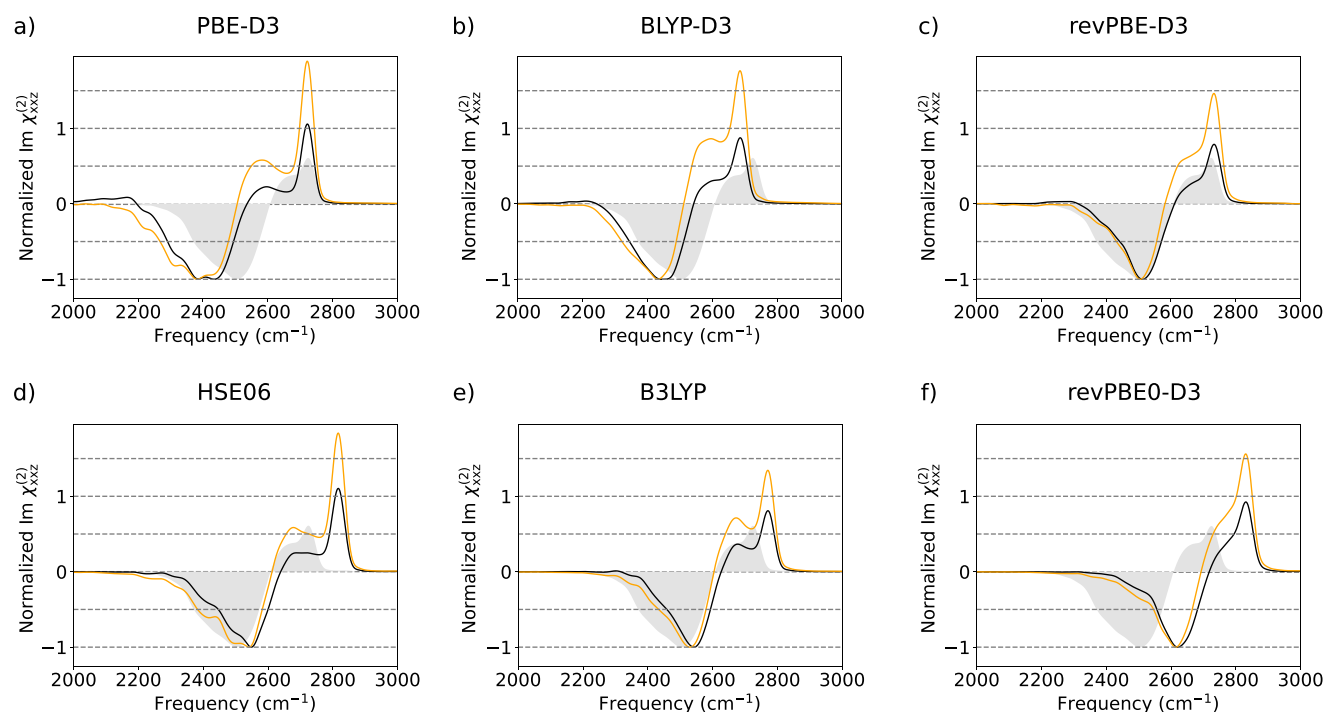 a) PBE-D3
Normalized Im χ(2)xxz
1
0
−1
2000 2200 2400 2600 2800 3000
Frequency (cm−1)
b) BLYP-D3
Normalized Im χ(2)xxz
1
0
−1
2000 2200 2400 2600 2800 3000
Frequency (cm−1)
c) revPBE-D3
Normalized Im χ(2)xxz
1
0
−1
2000 2200 2400 2600 2800 3000
Frequency (cm−1)
d) HSE06
Normalized Im χ(2)xxz
1
0
−1
2000 2200 2400 2600 2800 3000
Frequency (cm−1)
e) B3LYP
Normalized Im χ(2)xxz
1
0
−1
2000 2200 2400 2600 2800 3000
Frequency (cm−1)
f) revPBE0-D3
Normalized Im χ(2)xxz
1
0
−1
2000 2200 2400 2600 2800 3000
Frequency (cm−1)